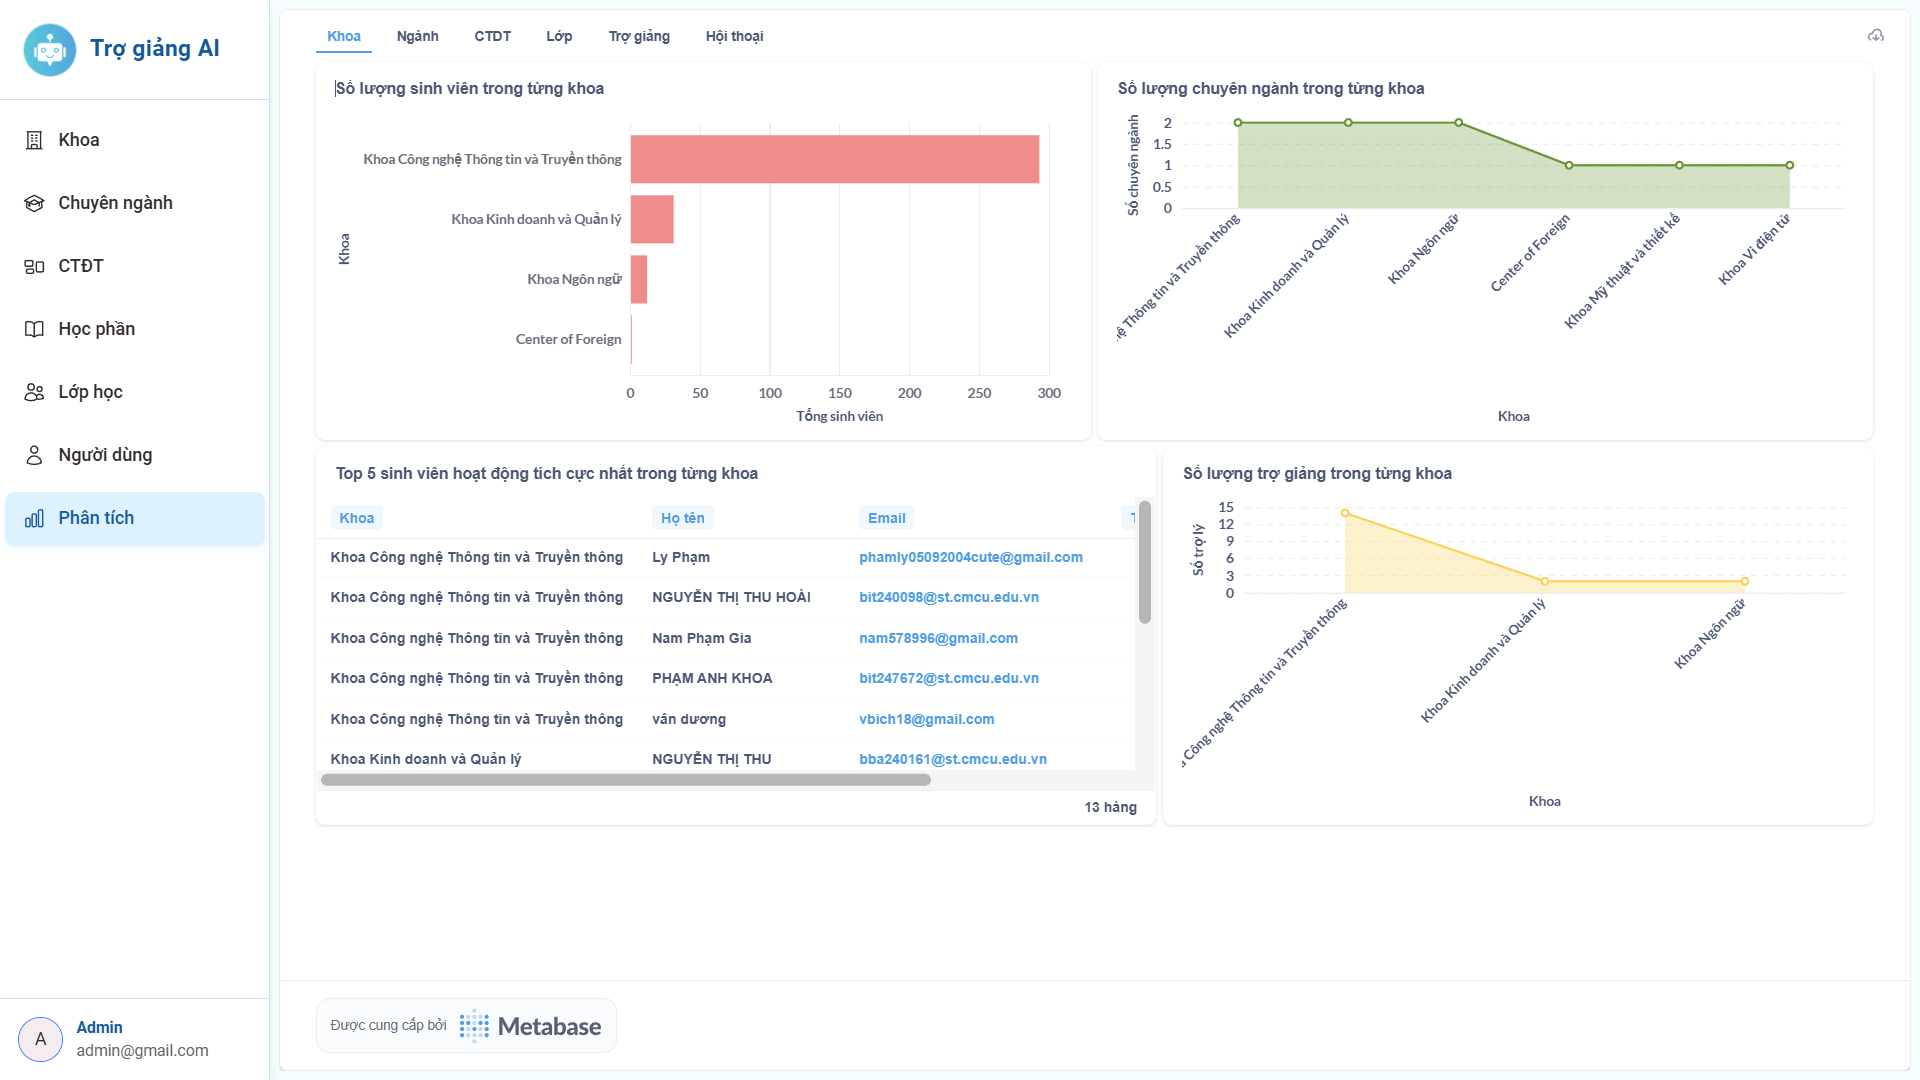 Trợ giảng AI
Khoa
Chuyên ngành
CTĐT
Học phần
Lớp học
Người dùng
Phân tích
Admin
A
admin@gmail.com
Khoa Ngành CTDT Lớp Trợ giảng Hội thoại
Số lượng sinh viên trong từng khoa
Khoa
Khoa Công nghệ Thông tin và Truyền thông
Khoa Kinh doanh và Quản lý
Khoa Ngôn ngữ
Center of Foreign
0 50 100 150 200 250 300
Tổng sinh viên
Số lượng chuyên ngành trong từng khoa
Số chuyên ngành
2
1.5
1
0.5
0
Thông tin và Truyền thông
Khoa Kinh doanh và Quản lý
Khoa Ngôn ngữ
Center of Foreign
Khoa Mỹ thuật và thiết kế
Khoa Vi điện tử
Khoa
Top 5 sinh viên hoạt động tích cực nhất trong từng khoa
Khoa Họ tên Email
Khoa Công nghệ Thông tin và Truyền thông Ly Phạm phamly05092004cute@gmail.com
Khoa Công nghệ Thông tin và Truyền thông NGUYỄN THỊ THU HOÀI bit240098@st.cmcu.edu.vn
Khoa Công nghệ Thông tin và Truyền thông Nam Phạm Gia nam578996@gmail.com
Khoa Công nghệ Thông tin và Truyền thông PHẠM ANH KHOA bit247672@st.cmcu.edu.vn
Khoa Công nghệ Thông tin và Truyền thông vân dương vbich18@gmail.com
Khoa Kinh doanh và Quản lý NGUYỄN THỊ THU bba240161@st.cmcu.edu.vn
13 hàng
Số lượng trợ giảng trong từng khoa
Số trợ lý
15
12
9
6
3
0
Công nghệ Thông tin và Truyền thông
Khoa Kinh doanh và Quản lý
Khoa Ngôn ngữ
Khoa
Được cung cấp bởi Metabase